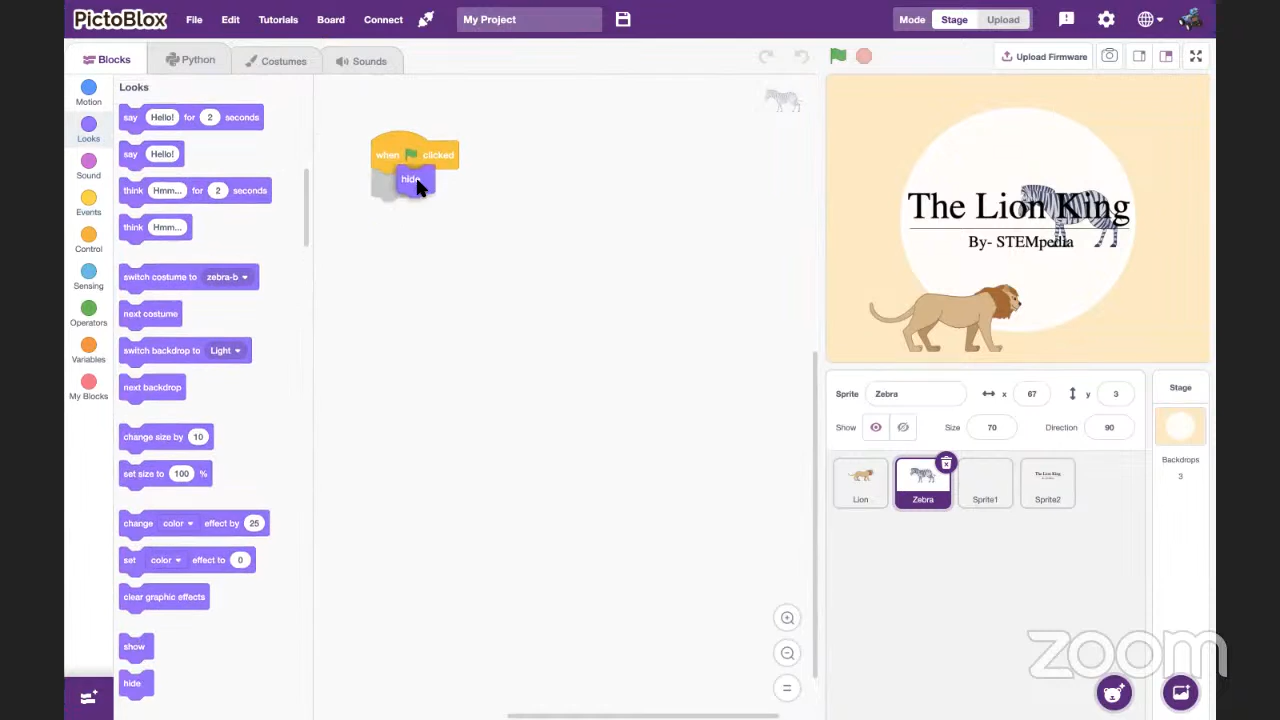 PictoBlox File Edit Tutorials Board Connect My Project Mode Stage Upload
Blocks Python Costumes Sounds Upload Firmware
Looks
Motion
Looks
Sound
Events
Control
Sensing
Operators
Variables
My Blocks
say Hello! for 2 seconds
say Hello!
think Hmm... for 2 seconds
think Hmm...
switch costume to zebra-b
next costume
switch backdrop to Light
next backdrop
change size by 10
set size to 100 %
change color effect by 25
set color effect to 0
clear graphic effects
show
hide
when clicked
hide
The Lion King
By- STEMpedia
Sprite Zebra x 67 y 3
Show Size 70 Direction 90
Lion Zebra Sprite1 Sprite2
The Lion King
Stage
Backdrops
3
zoom